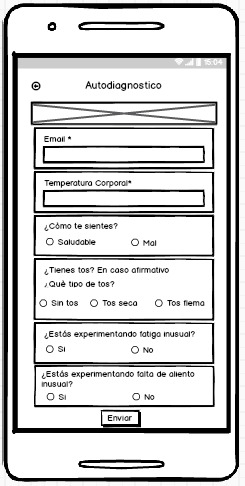 15:04
Autodiagnostico
Email *
Temperatura Corporal*
¿Cómo te sientes?
Saludable Mal
¿Tienes tos? En caso afirmativo
¿Qué tipo de tos?
Sin tos Tos seca Tos flema
¿Estás experimentando fatiga inusual?
Si No
¿Estás experimentando falta de aliento
inusual?
Si No
Enviar